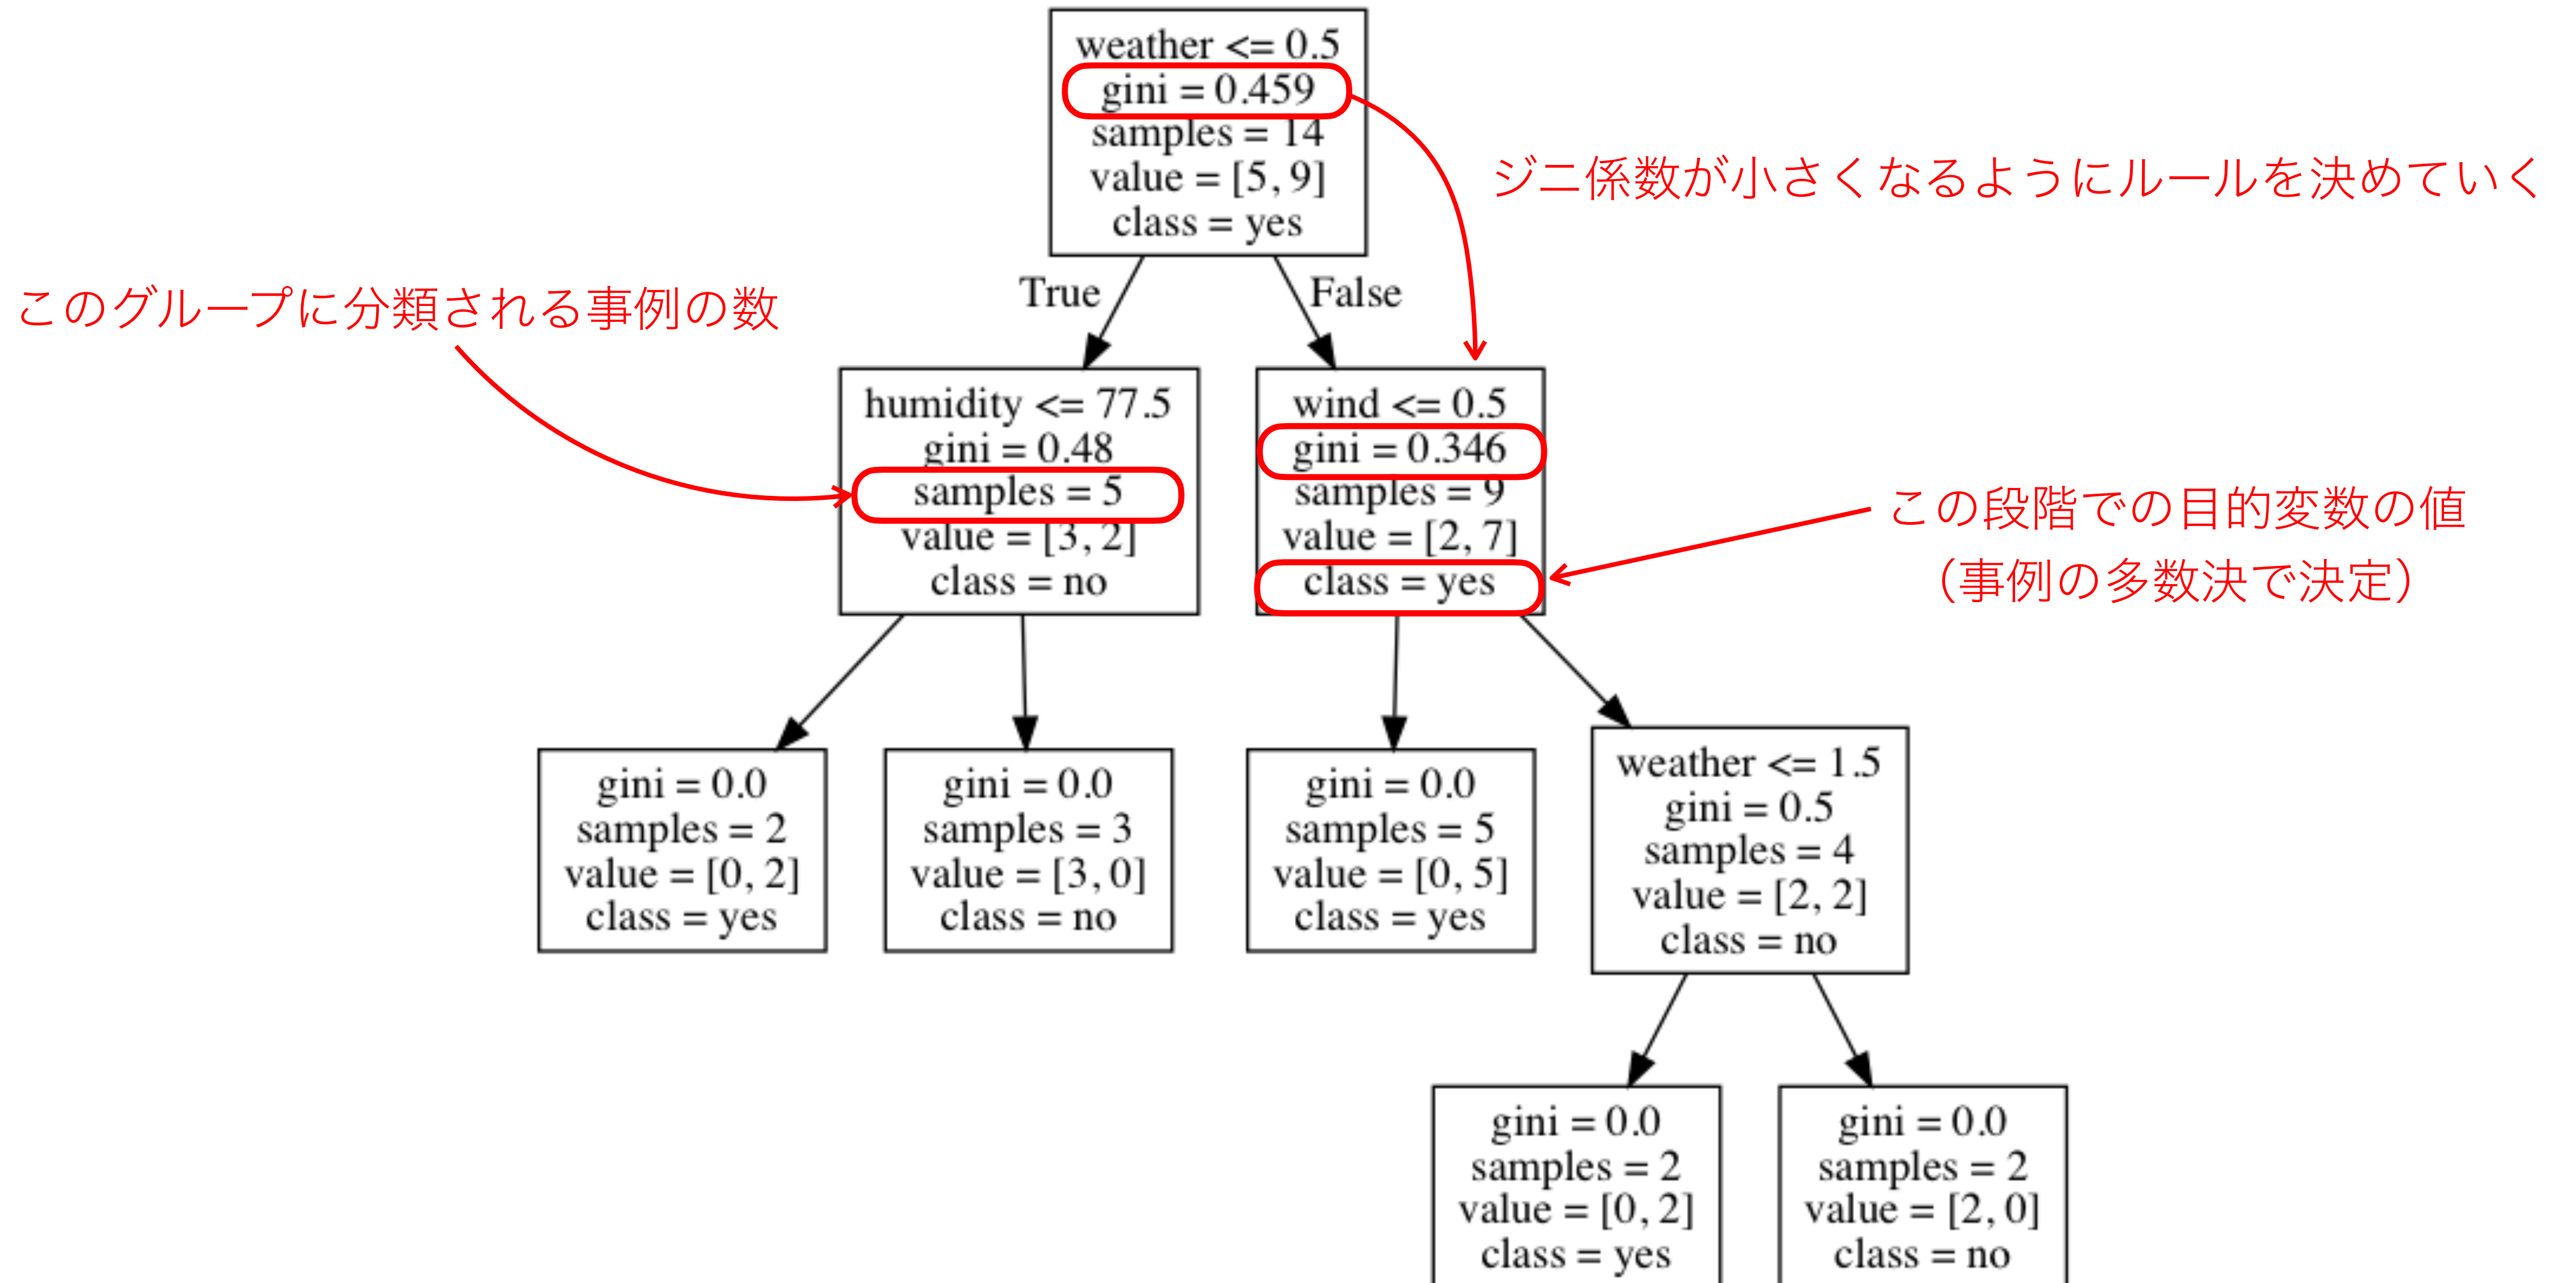 weather <= 0.5
gini = 0.459
samples = 14
value = [5, 9]
class = yes
ジニ係数が小さくなるようにルールを決めていく
このグループに分類される事例の数
True
False
humidity <= 77.5
gini = 0.48
samples = 5
value = [3, 2]
class = no
wind <= 0.5
gini = 0.346
samples = 9
value = [2, 7]
class = yes
この段階での目的変数の値
（事例の多数決で決定）
gini = 0.0
samples = 2
value = [0, 2]
class = yes
gini = 0.0
samples = 3
value = [3, 0]
class = no
gini = 0.0
samples = 5
value = [0, 5]
class = yes
weather <= 1.5
gini = 0.5
samples = 4
value = [2, 2]
class = no
gini = 0.0
samples = 2
value = [0, 2]
class = yes
gini = 0.0
samples = 2
value = [2, 0]
class = no